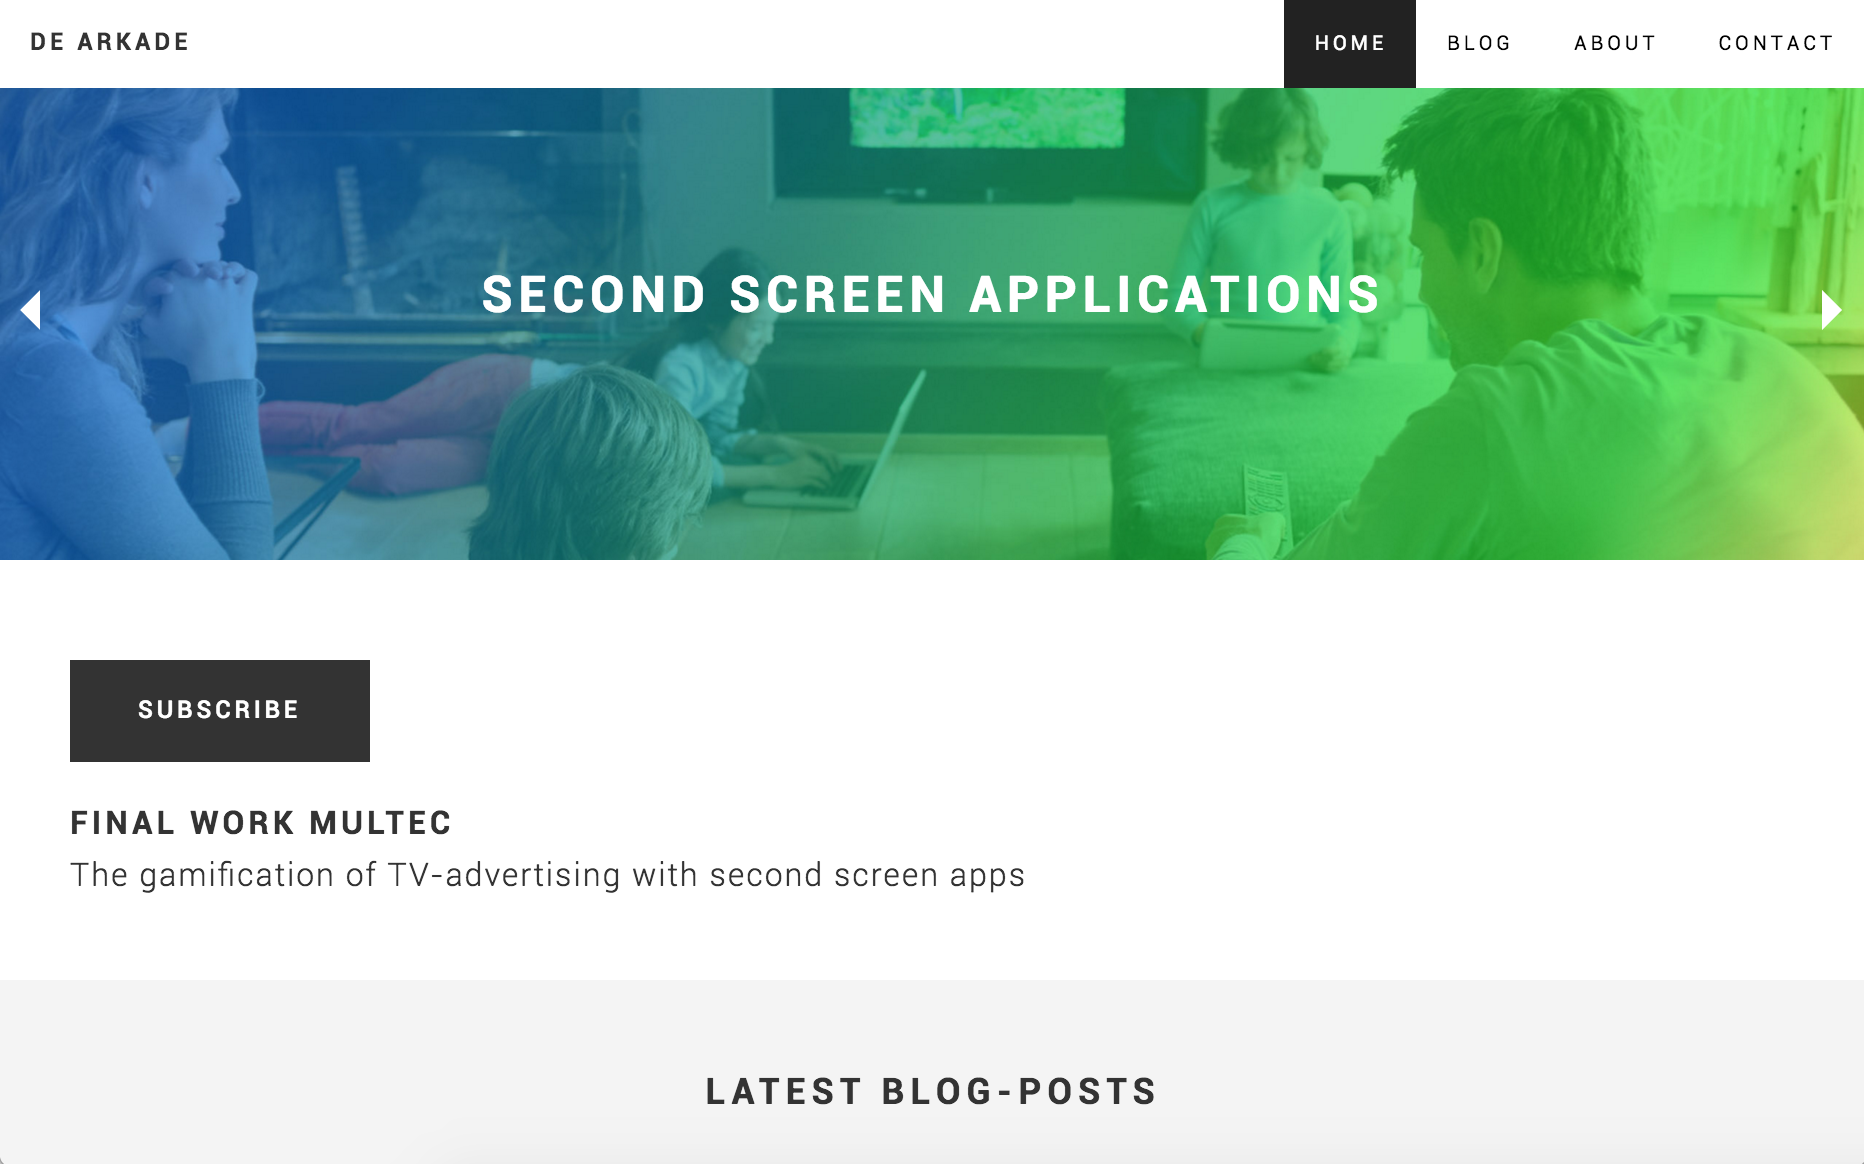 DE ARKADE
HOME BLOG ABOUT CONTACT
SECOND SCREEN APPLICATIONS
SUBSCRIBE
FINAL WORK MULTEC
The gamification of TV-advertising with second screen apps
LATEST BLOG-POSTS